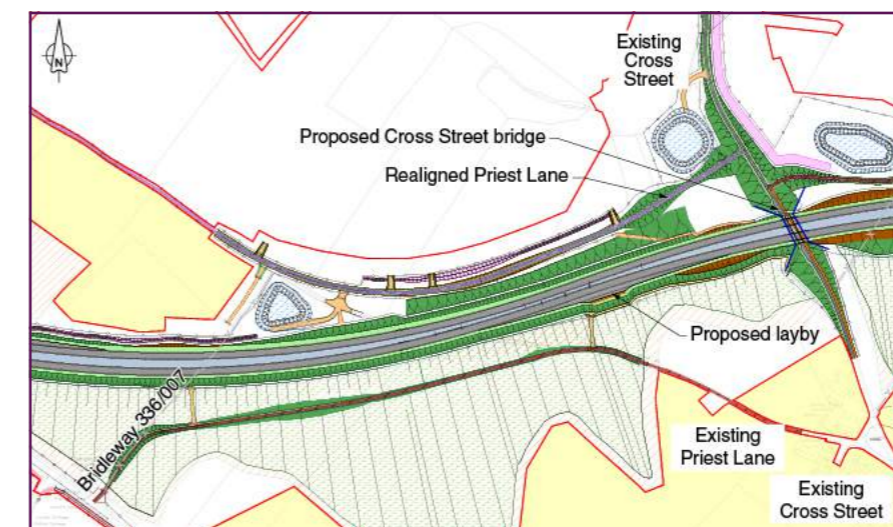 N
Existing
Cross
Street
Proposed Cross Street bridge
Realigned Priest Lane
Proposed layby
Bridleway 336/007
Existing
Priest Lane
Existing
Cross Street